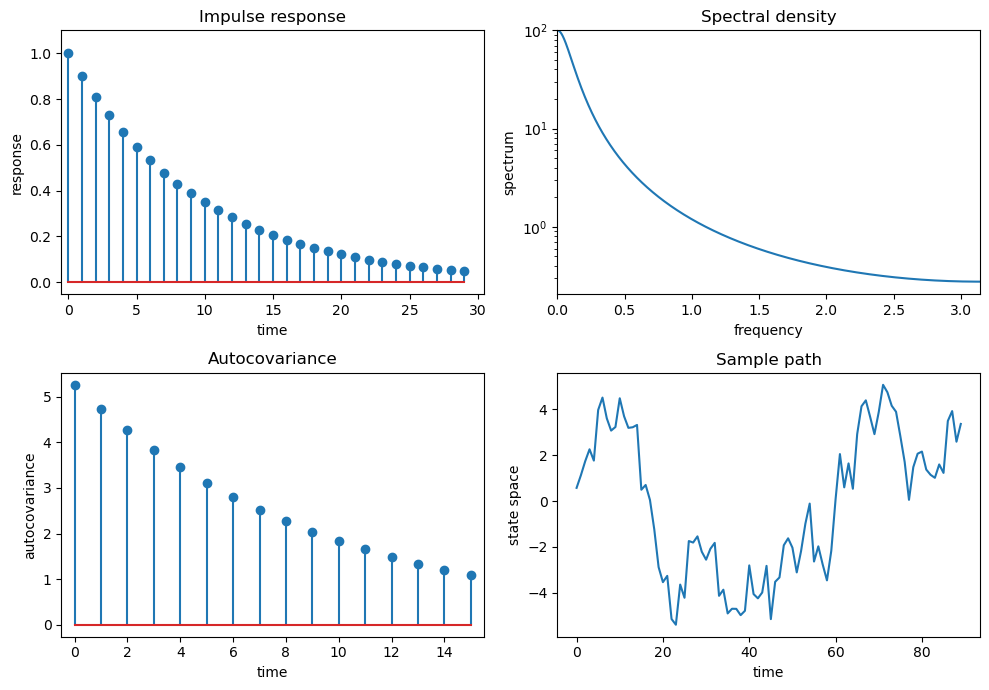 Impulse response
1.0
0.8
0.6
0.4
0.2
0.0
response
0 5 10 15 20 25 30
time
Spectral density
10²
10¹
10⁰
spectrum
0.0 0.5 1.0 1.5 2.0 2.5 3.0
frequency
Autocovariance
5
4
3
2
1
0
autocovariance
0 2 4 6 8 10 12 14
time
Sample path
4
2
0
−2
−4
state space
0 20 40 60 80
time